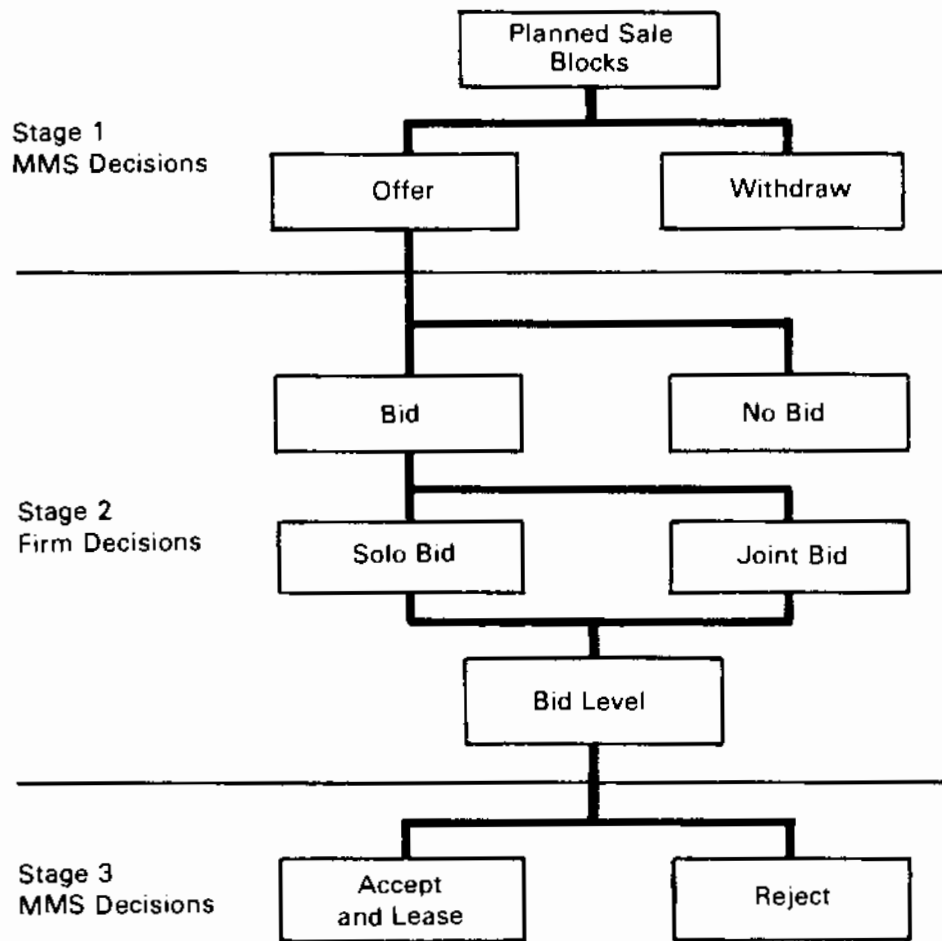 Planned Sale
Blocks
Stage 1
MMS Decisions
Offer
Withdraw
Bid
No Bid
Stage 2
Firm Decisions
Solo Bid
Joint Bid
Bid Level
Stage 3
MMS Decisions
Accept
and Lease
Reject